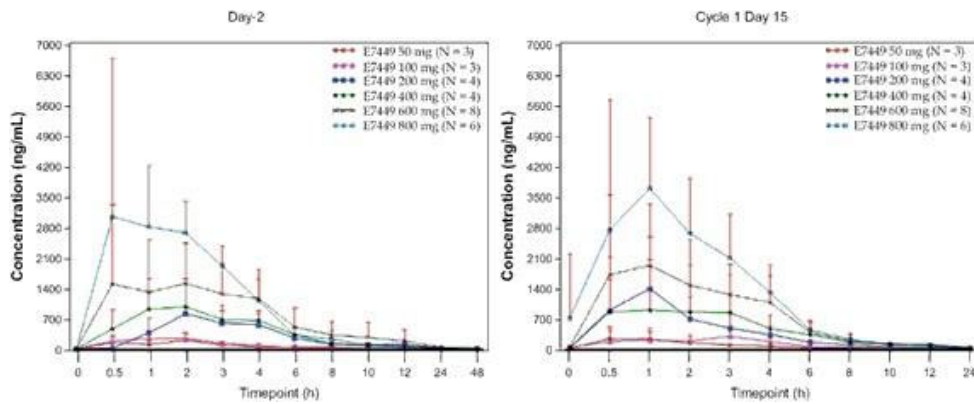 Day-2
7000
6300
5600
4900
4200
3500
2800
2100
1400
700
0
Concentration (ng/mL)
E7449 50 mg (N = 3)
E7449 100 mg (N = 3)
E7449 200 mg (N = 4)
E7449 400 mg (N = 4)
E7449 600 mg (N = 8)
E7449 800 mg (N = 6)
0 0.5 1 2 3 4 6 8 10 12 24 48
Timepoint (h)
Cycle 1 Day 15
7000
6300
5600
4900
4200
3500
2800
2100
1400
700
0
Concentration (ng/mL)
E7449 50 mg (N = 3)
E7449 100 mg (N = 3)
E7449 200 mg (N = 4)
E7449 400 mg (N = 4)
E7449 600 mg (N = 8)
E7449 800 mg (N = 6)
0 0.5 1 2 3 4 6 8 10 12 24
Timepoint (h)